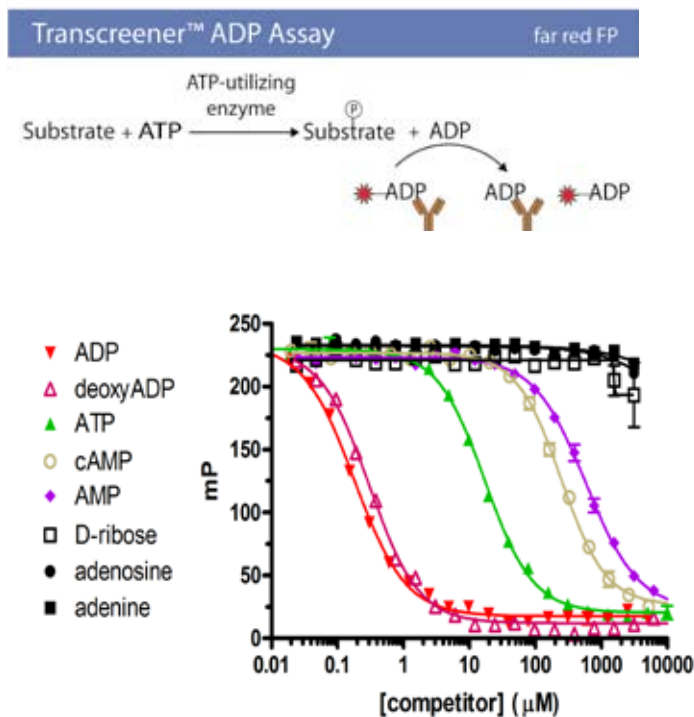 Transcreener™ ADP Assay far red FP
ATP-utilizing
enzyme
Substrate + ATP
P
Substrate + ADP
ADP
ADP
ADP
ADP
deoxyADP
ATP
cAMP
AMP
D-ribose
adenosine
adenine
mP
250
200
150
100
50
0
0.01 0.1 1 10 100 1000 10000
[competitor] (μM)